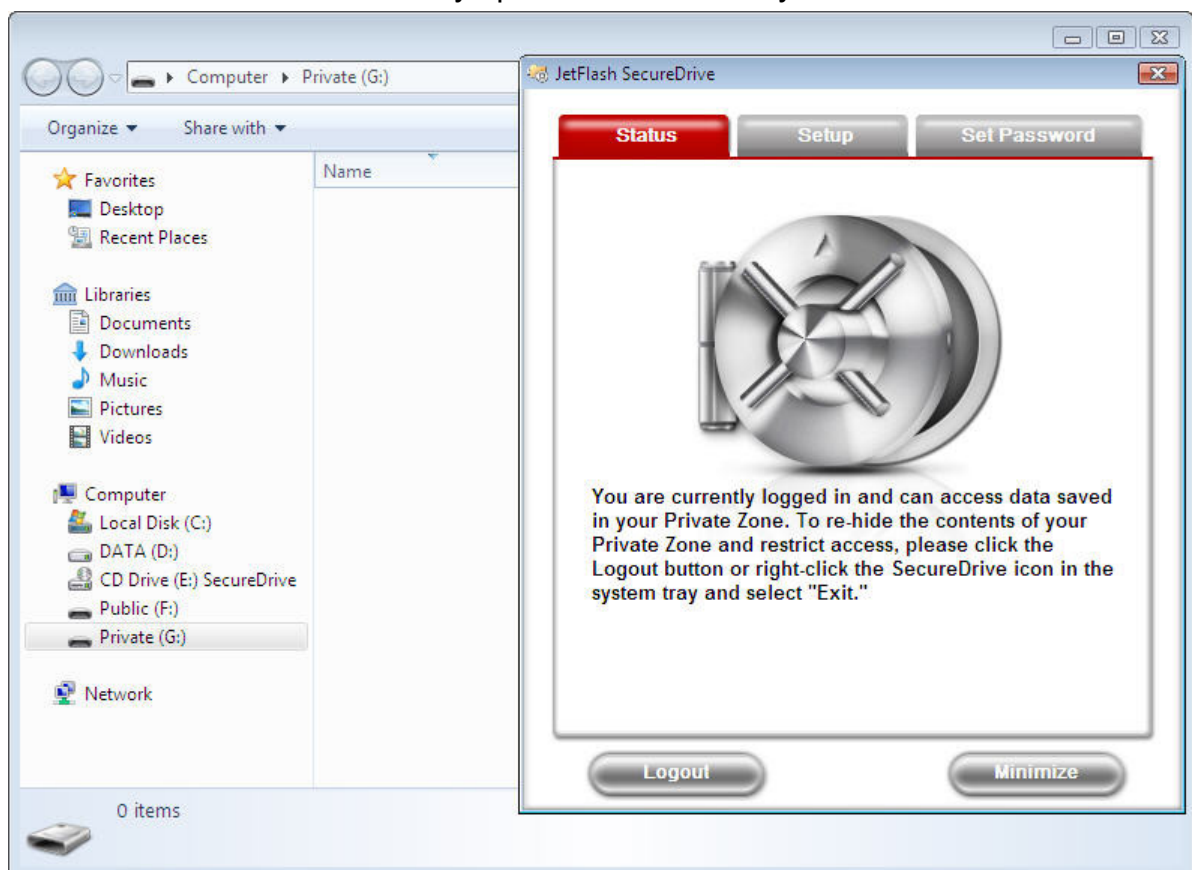 Computer ▸ Private (G:)
Organize ▾ Share with ▾
Favorites
Desktop
Recent Places
Libraries
Documents
Downloads
Music
Pictures
Videos
Computer
Local Disk (C:)
DATA (D:)
CD Drive (E:) SecureDrive
Public (F:)
Private (G:)
Network
Name
0 items
JetFlash SecureDrive
Status Setup Set Password
You are currently logged in and can access data saved
in your Private Zone. To re-hide the contents of your
Private Zone and restrict access, please click the
Logout button or right-click the SecureDrive icon in the
system tray and select "Exit."
Logout Minimize